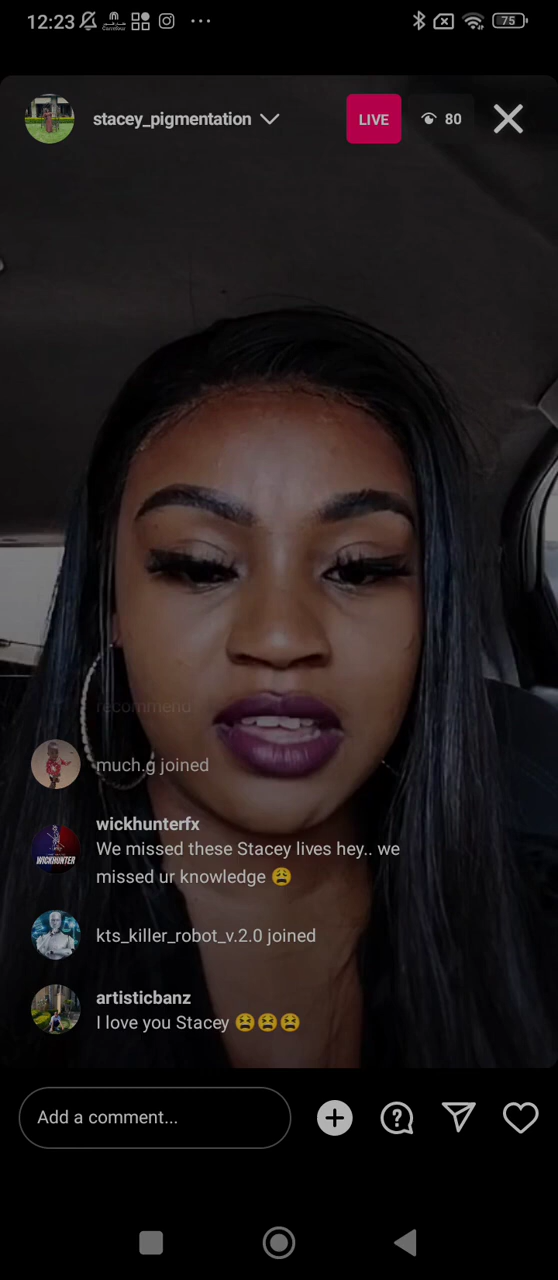 12:23
75
stacey_pigmentation
LIVE
80
recommend
much.g joined
wickhunterfx
We missed these Stacey lives hey.. we
missed ur knowledge 😩
WICKHUNTER
kts_killer_robot_v.2.0 joined
artisticbanz
I love you Stacey 😫😫😫
Add a comment...